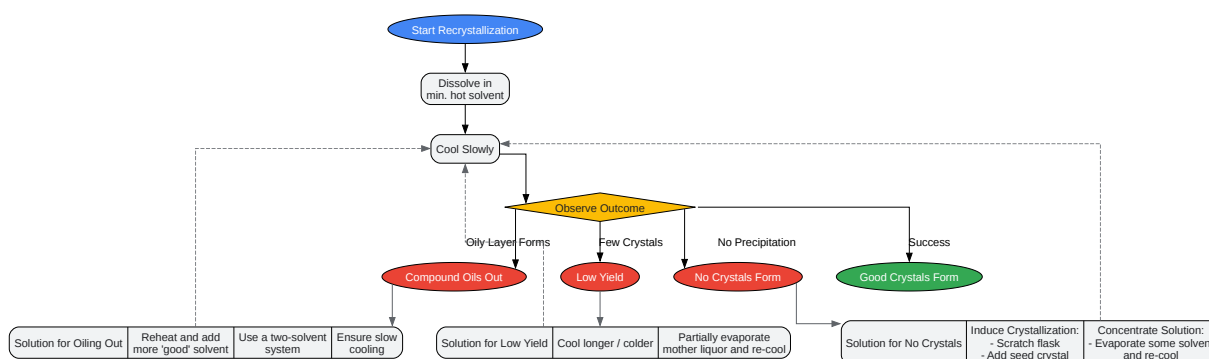 Start Recrystallization
Dissolve in
min. hot solvent
Cool Slowly
Observe Outcome
Oily Layer Forms
Few Crystals
No Precipitation
Success
Compound Oils Out
Low Yield
No Crystals Form
Good Crystals Form
Solution for Oiling Out
Reheat and add
more 'good' solvent
Use a two-solvent
system
Ensure slow
cooling
Solution for Low Yield
Cool longer / colder
Partially evaporate
mother liquor and re-cool
Solution for No Crystals
Induce Crystallization:
- Scratch flask
- Add seed crystal
Concentrate Solution:
- Evaporate some solven
and re-cool